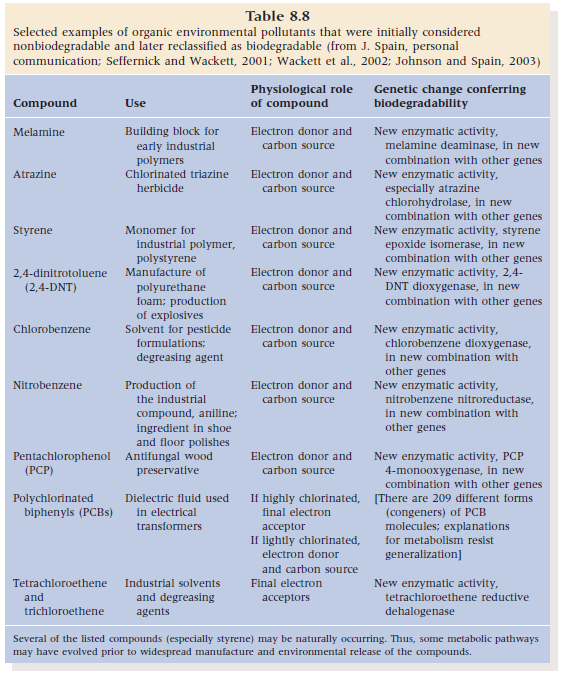 Table 8.8
Selected examples of organic environmental pollutants that were initially considered
nonbiodegradable and later reclassified as biodegradable (from J. Spain, personal
communication; Seffernick and Wackett, 2001; Wackett et al., 2002; Johnson and Spain, 2003)
Physiological role Genetic change conferring
Compound Use of compound biodegradability
Melamine Building block for Electron donor and New enzymatic activity,
early industrial carbon source melamine deaminase, in new
polymers combination with other genes
Atrazine Chlorinated triazine Electron donor and New enzymatic activity,
herbicide carbon source especially atrazine
chlorohydrolase, in new
combination with other genes
Styrene Monomer for Electron donor and New enzymatic activity, styrene
industrial polymer, carbon source epoxide isomerase, in new
polystyrene combination with other genes
2,4-dinitrotoluene Manufacture of Electron donor and New enzymatic activity, 2,4-
(2,4-DNT) polyurethane carbon source DNT dioxygenase, in new
foam; production combination with other genes
of explosives
Chlorobenzene Solvent for pesticide Electron donor and New enzymatic activity,
formulations; carbon source chlorobenzene dioxygenase,
degreasing agent in new combination with
other genes
Nitrobenzene Production of Electron donor and New enzymatic activity,
the industrial carbon source nitrobenzene nitroreductase,
compound, aniline; in new combination with
ingredient in shoe other genes
and floor polishes
Pentachlorophenol Antifungal wood Electron donor and New enzymatic activity, PCP
(PCP) preservative carbon source 4-monooxygenase, in new
combination with other genes
Polychlorinated Dielectric fluid used If highly chlorinated, [There are 209 different forms
biphenyls (PCBs) in electrical final electron (congeners) of PCB
transformers acceptor molecules; explanations
If lightly chlorinated, for metabolism resist
electron donor generalization]
and carbon source
Tetrachloroethene Industrial solvents Final electron New enzymatic activity,
and and degreasing acceptors tetrachloroethene reductive
trichloroethene agents dehalogenase
Several of the listed compounds (especially styrene) may be naturally occurring. Thus, some metabolic pathways
may have evolved prior to widespread manufacture and environmental release of the compounds.